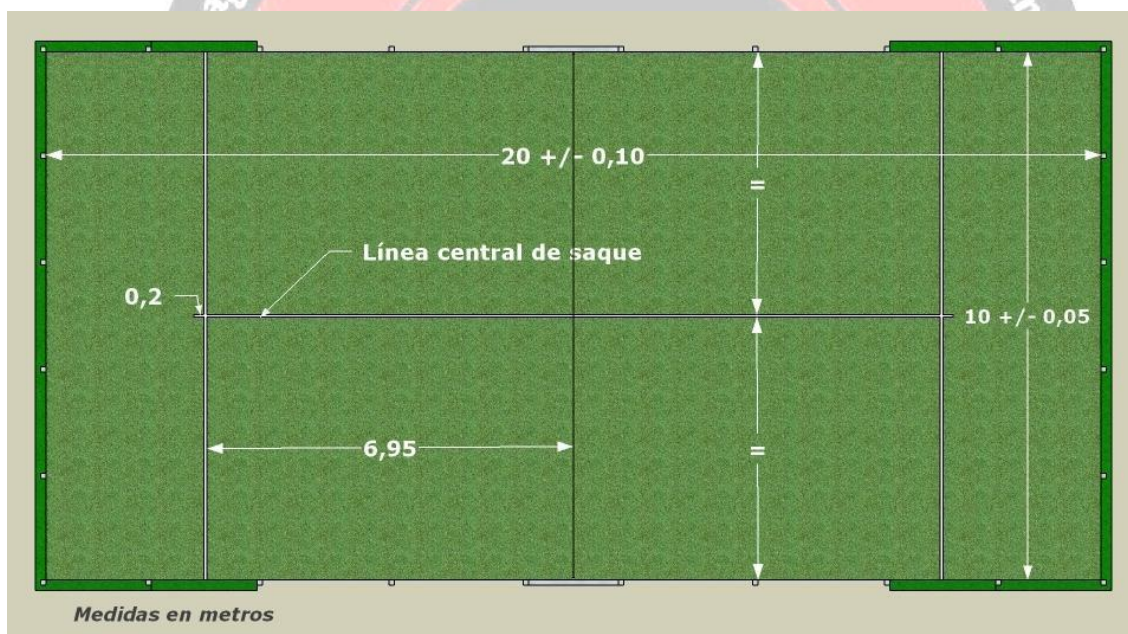 20 +/- 0,10
=
Línea central de saque
0,2
10 +/- 0,05
6,95
=
Medidas en metros